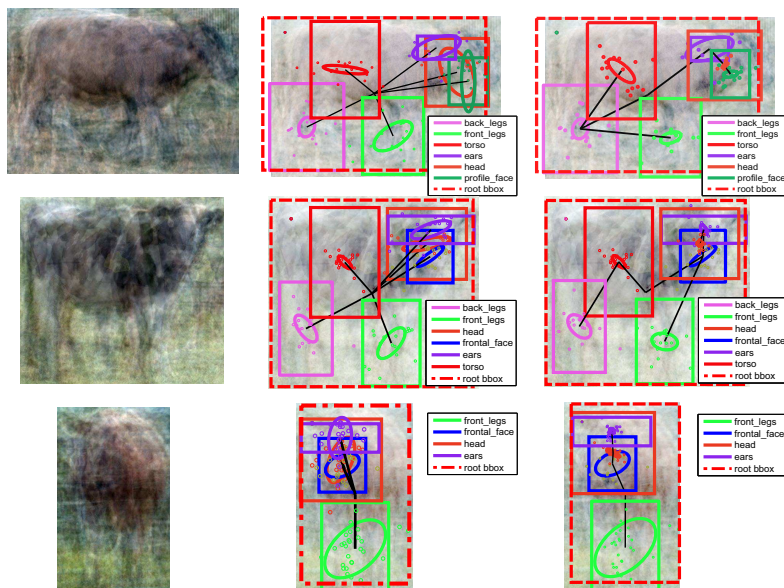 back_legs
front_legs
torso
ears
head
profile_face
root bbox
back_legs
front_legs
torso
ears
head
profile_face
root bbox
back_legs
front_legs
head
frontal_face
ears
torso
root bbox
back_legs
front_legs
head
frontal_face
ears
torso
root bbox
front_legs
frontal_face
head
ears
root bbox
front_legs
frontal_face
head
ears
root bbox